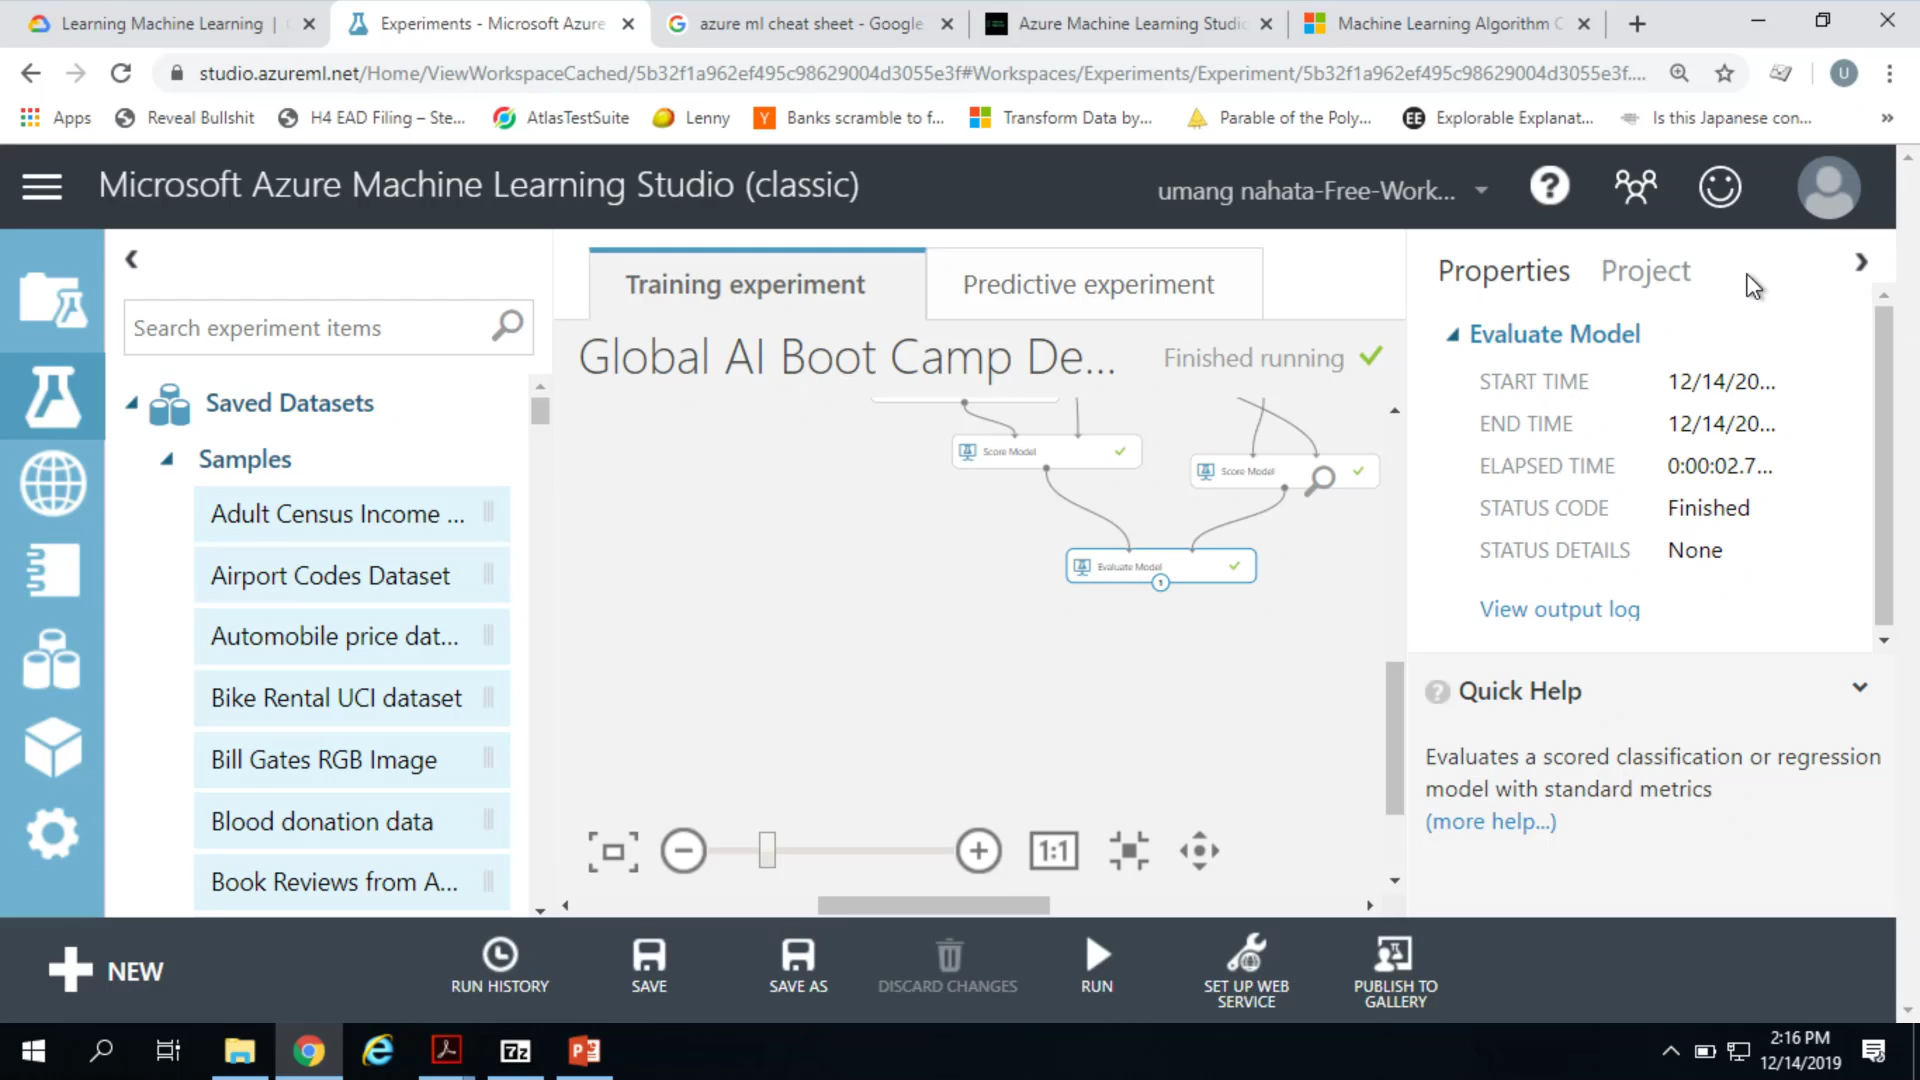 Learning Machine Learning |
Experiments - Microsoft Azure
azure ml cheat sheet - Google
Azure Machine Learning Studio
Machine Learning Algorithm C
studio.azureml.net/Home/ViewWorkspaceCached/5b32f1a962ef495c98629004d3055e3f#Workspaces/Experiments/Experiment/5b32f1a962ef495c98629004d3055e3f....
U
Apps
Reveal Bullshit
H4 EAD Filing – Ste...
AtlasTestSuite
Lenny
Banks scramble to f...
Transform Data by...
Parable of the Poly...
Explorable Explanat...
Is this Japanese con...
»
Microsoft Azure Machine Learning Studio (classic)
umang nahata-Free-Work...
Search experiment items
Saved Datasets
Samples
Adult Census Income ...
Airport Codes Dataset
Automobile price dat...
Bike Rental UCI dataset
Bill Gates RGB Image
Blood donation data
Book Reviews from A...
Training experiment
Predictive experiment
Global AI Boot Camp De...
Finished running
Score Model
Score Model
Evaluate Model
1
1:1
Properties
Project
Evaluate Model
START TIME 12/14/20...
END TIME 12/14/20...
ELAPSED TIME 0:00:02.7...
STATUS CODE Finished
STATUS DETAILS None
View output log
Quick Help
Evaluates a scored classification or regression
model with standard metrics
(more help...)
NEW
RUN HISTORY
SAVE
SAVE AS
DISCARD CHANGES
RUN
SET UP WEB
SERVICE
PUBLISH TO
GALLERY
2:16 PM
12/14/2019